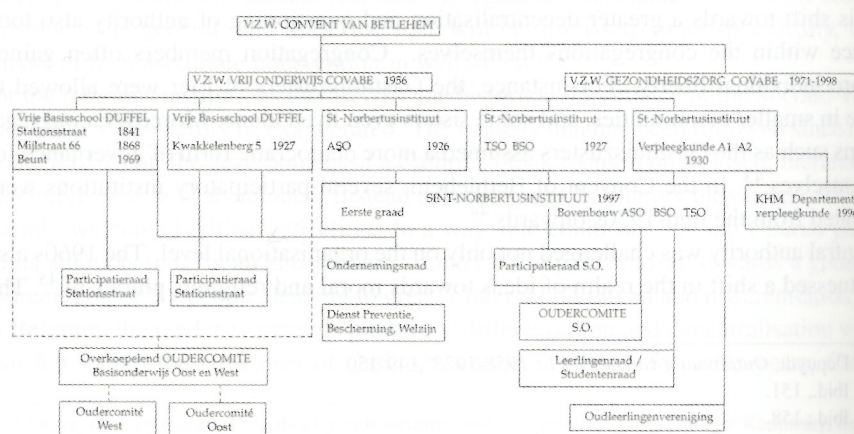 V.Z.W. CONVENT VAN BETLEHEM
V.Z.W. VRIJ ONDERWIJS COVABE 1956
V.Z.W. GEZONDHEIDSZORG COVABE 1971-1998
Vrije Basisschool DUFFEL
Stationsstraat 1841
Mijlstraat 66 1868
Beunt 1969
Vrije Basisschool DUFFEL
Kwakkelenberg 5 1927
St.-Norbertusinstituut
ASO 1926
St.-Norbertusinstituut
TSO BSO 1927
St.-Norbertusinstituut
Verpleegkunde A1 A2
1930
SINT-NORBERTUSINSTITUUT 1997
Eerste graad
Bovenbouw ASO BSO TSO
KHM Departement
verpleegkunde
Participatieraad
Stationsstraat
Participatieraad
Stationsstraat
Ondernemingsraad
Dienst Preventie,
Bescherming, Welzijn
Participatieraad S.O.
OUDERCOMITE
S.O.
Leerlingenraad /
Studentenraad
Oudleerlingenvereniging
Overkoepelend OUDERCOMITE
Basisonderwijs Oost en West
Oudercomité
West
Oudercomité
Oost